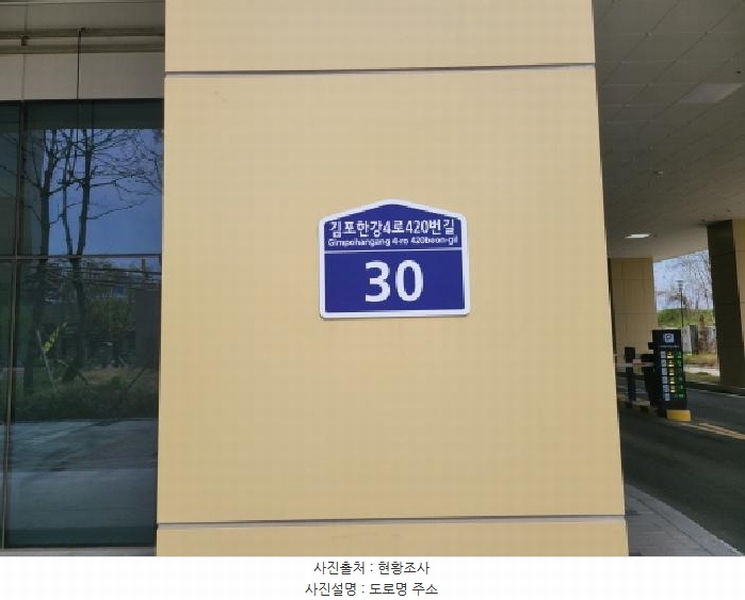 김포한강4로420번길
Gimpohangang 4-ro 420beon-gil
30
P
사진출처 : 현황조사
사진설명 : 도로명 주소